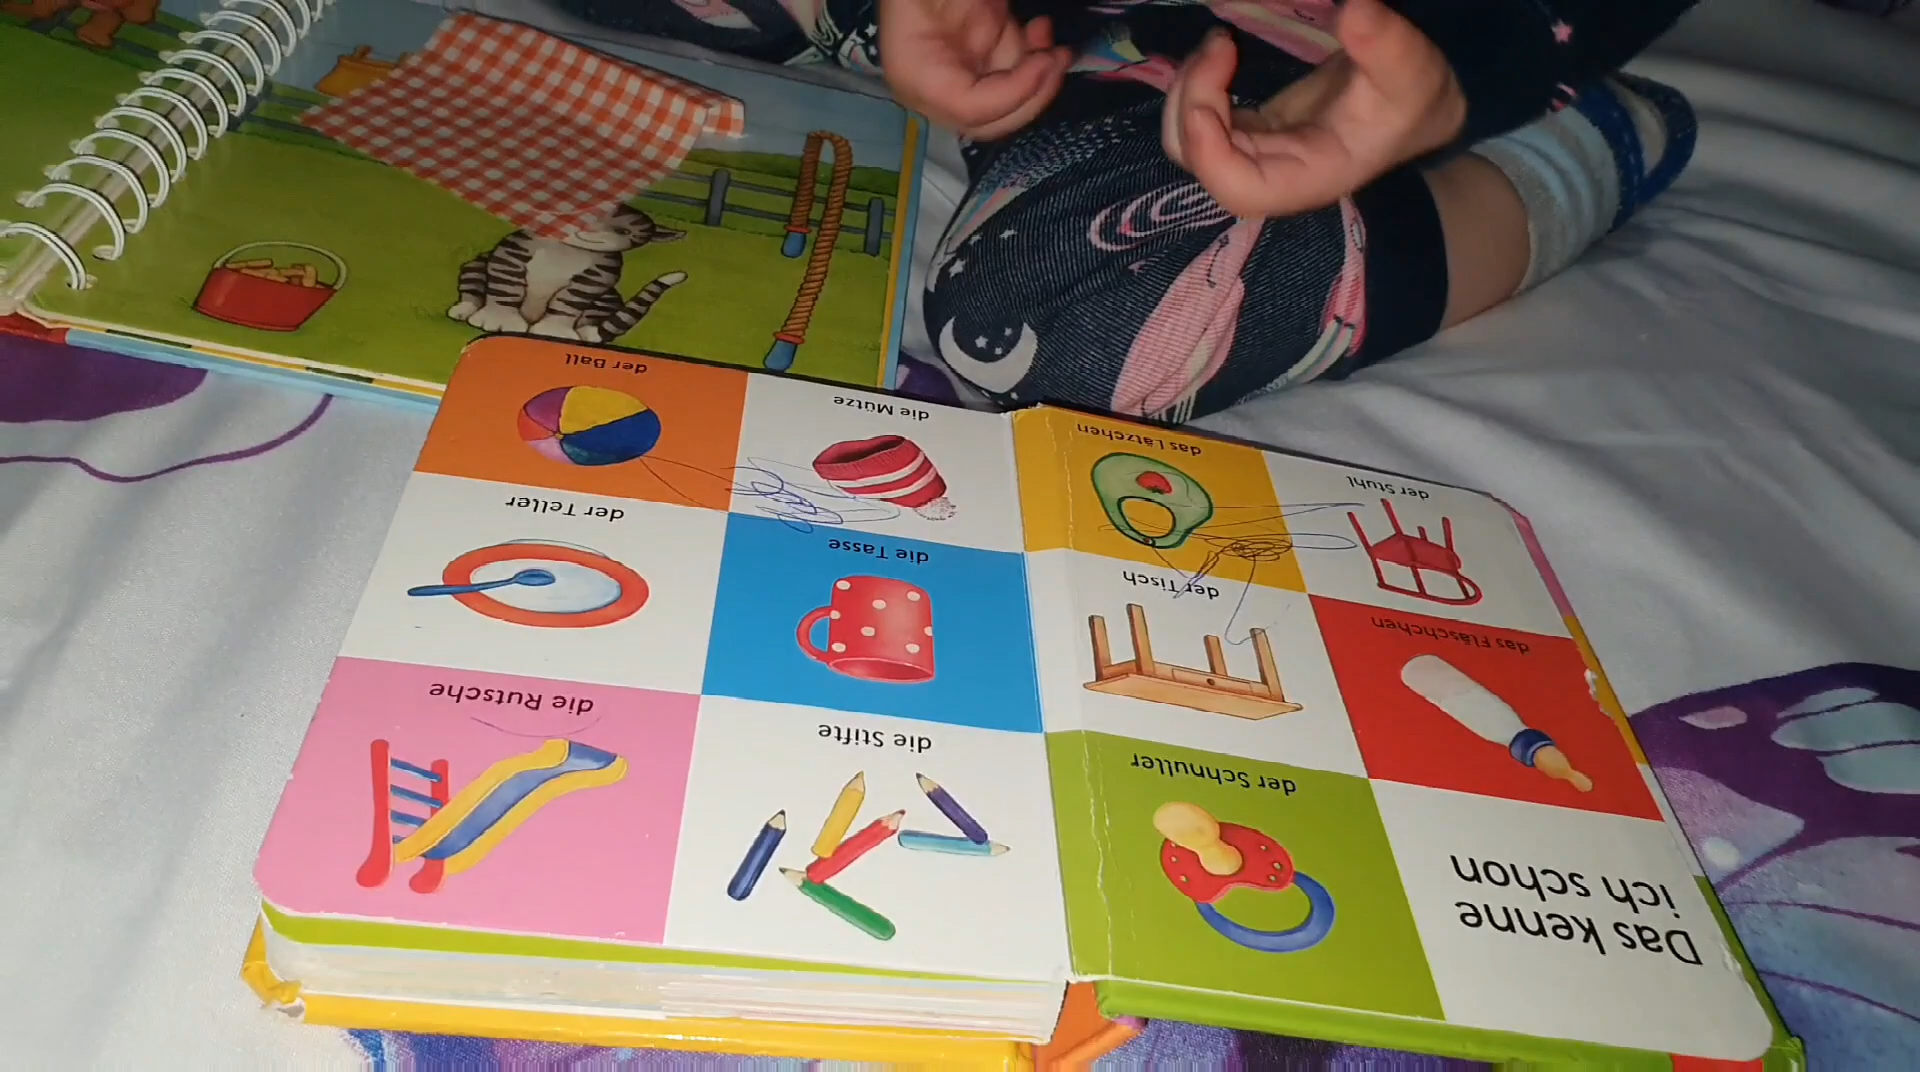 Das kenne
ich schon
der Schnuller
die Stifte
die Rutsche
das Fläschchen
der Tisch
die Tasse
der Teller
der Stuhl
das Lätzchen
die Mütze
der Ball